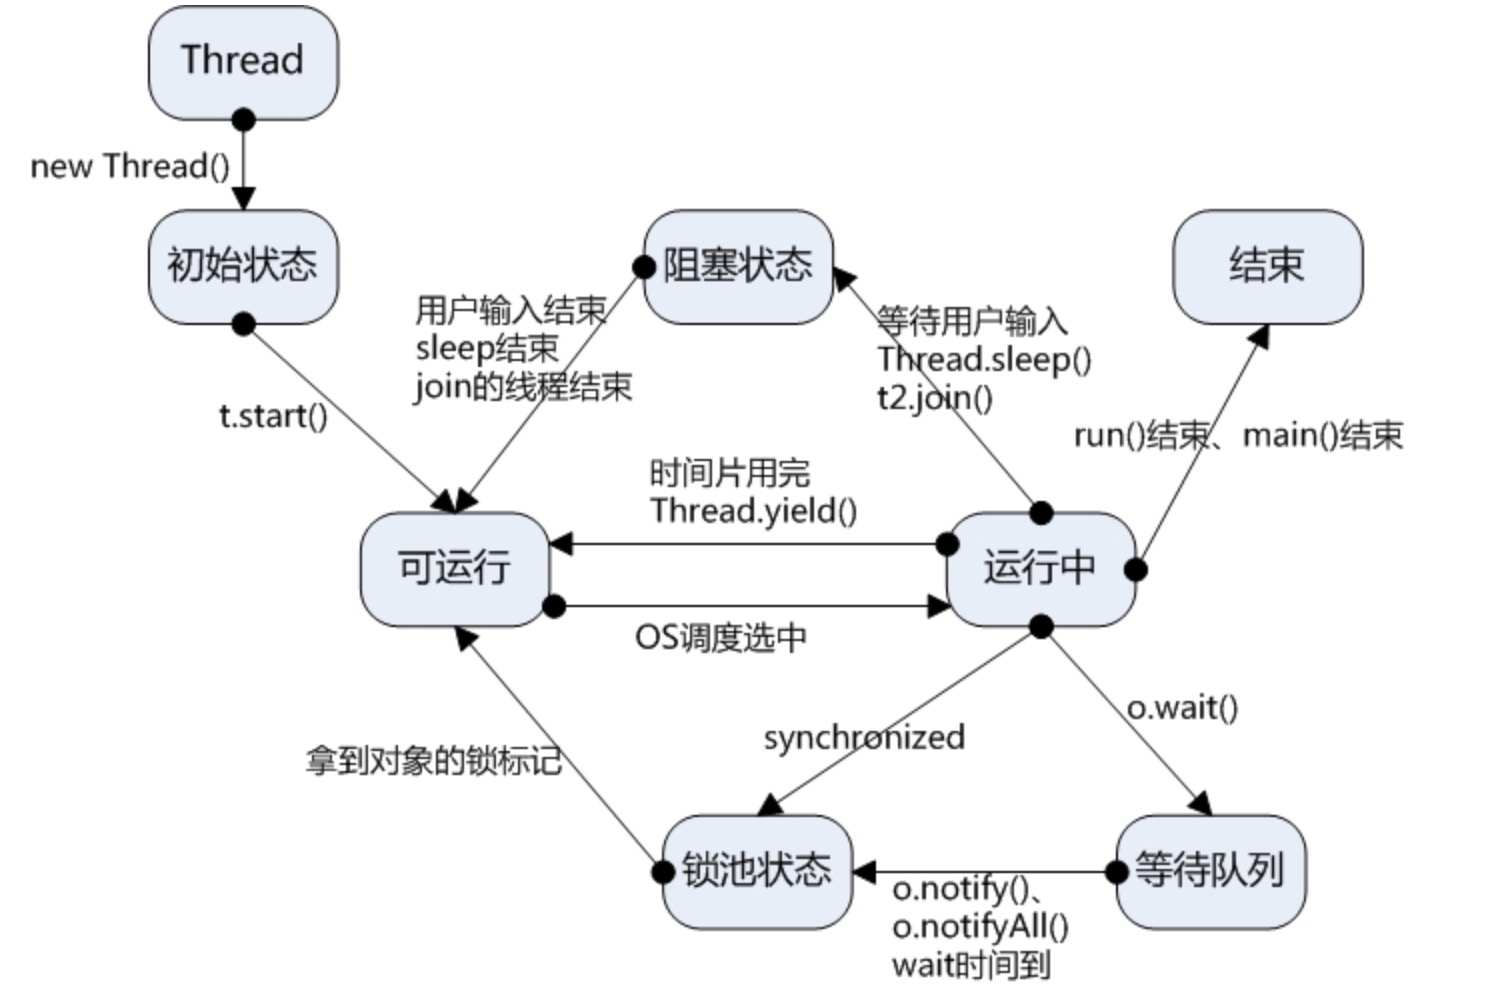 Thread
new Thread()
初始状态
阻塞状态
结束
用户输入结束
sleep结束
join的线程结束
等待用户输入
Thread.sleep()
t2.join()
t.start()
run()结束、main()结束
时间片用完
Thread.yield()
可运行
运行中
OS调度选中
o.wait()
synchronized
拿到对象的锁标记
锁池状态
等待队列
o.notify()、
o.notifyAll()
wait时间到